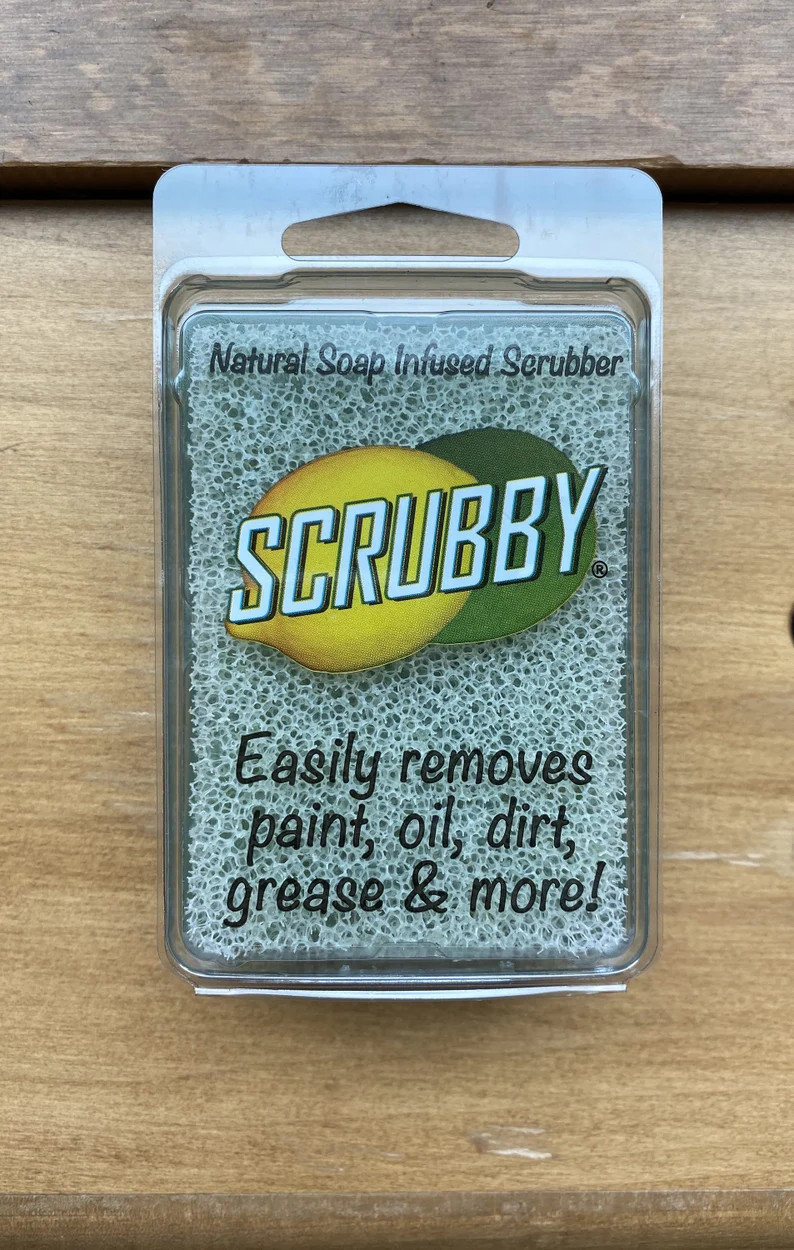 Natural Soap Infused Scrubber
SCRUBBY®
Easily removes
paint, oil, dirt,
grease & more!